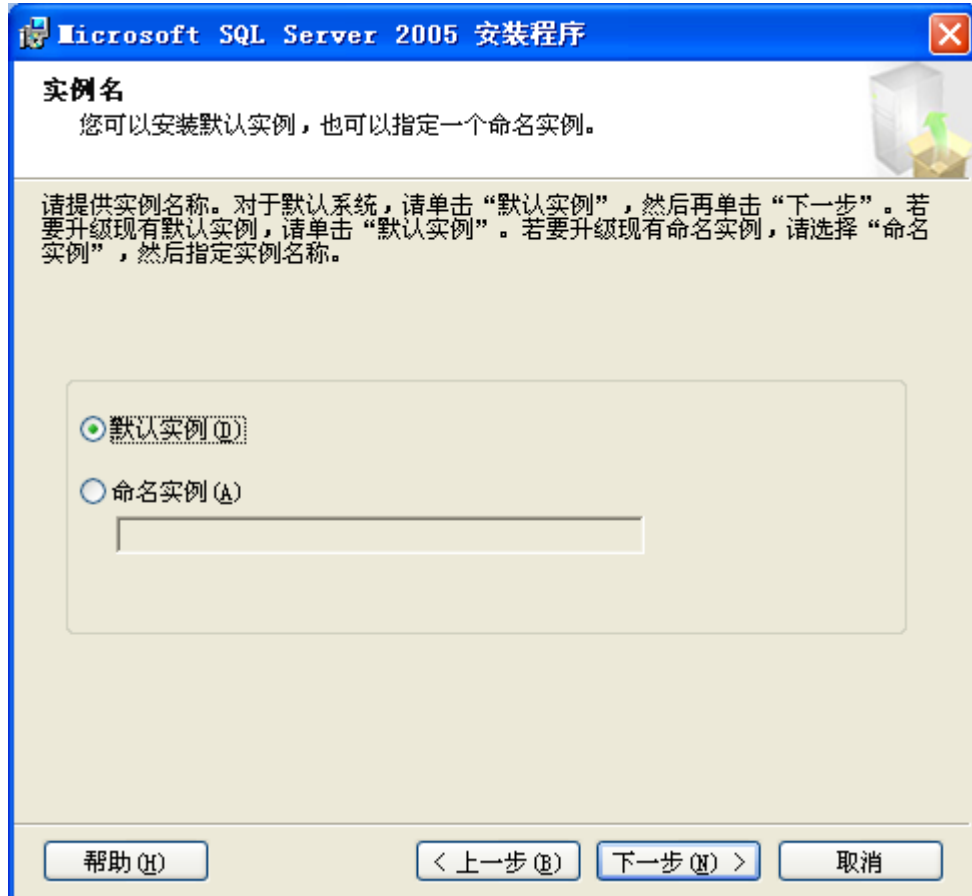 Microsoft SQL Server 2005 安装程序
实例名
您可以安装默认实例，也可以指定一个命名实例。
请提供实例名称。对于默认系统，请单击“默认实例”，然后再单击“下一步”。若
要升级现有默认实例，请单击“默认实例”。若要升级现有命名实例，请选择“命名
实例”，然后指定实例名称。
默认实例(D)
命名实例(A)
帮助(H)
< 上一步(B)
下一步(N) >
取消